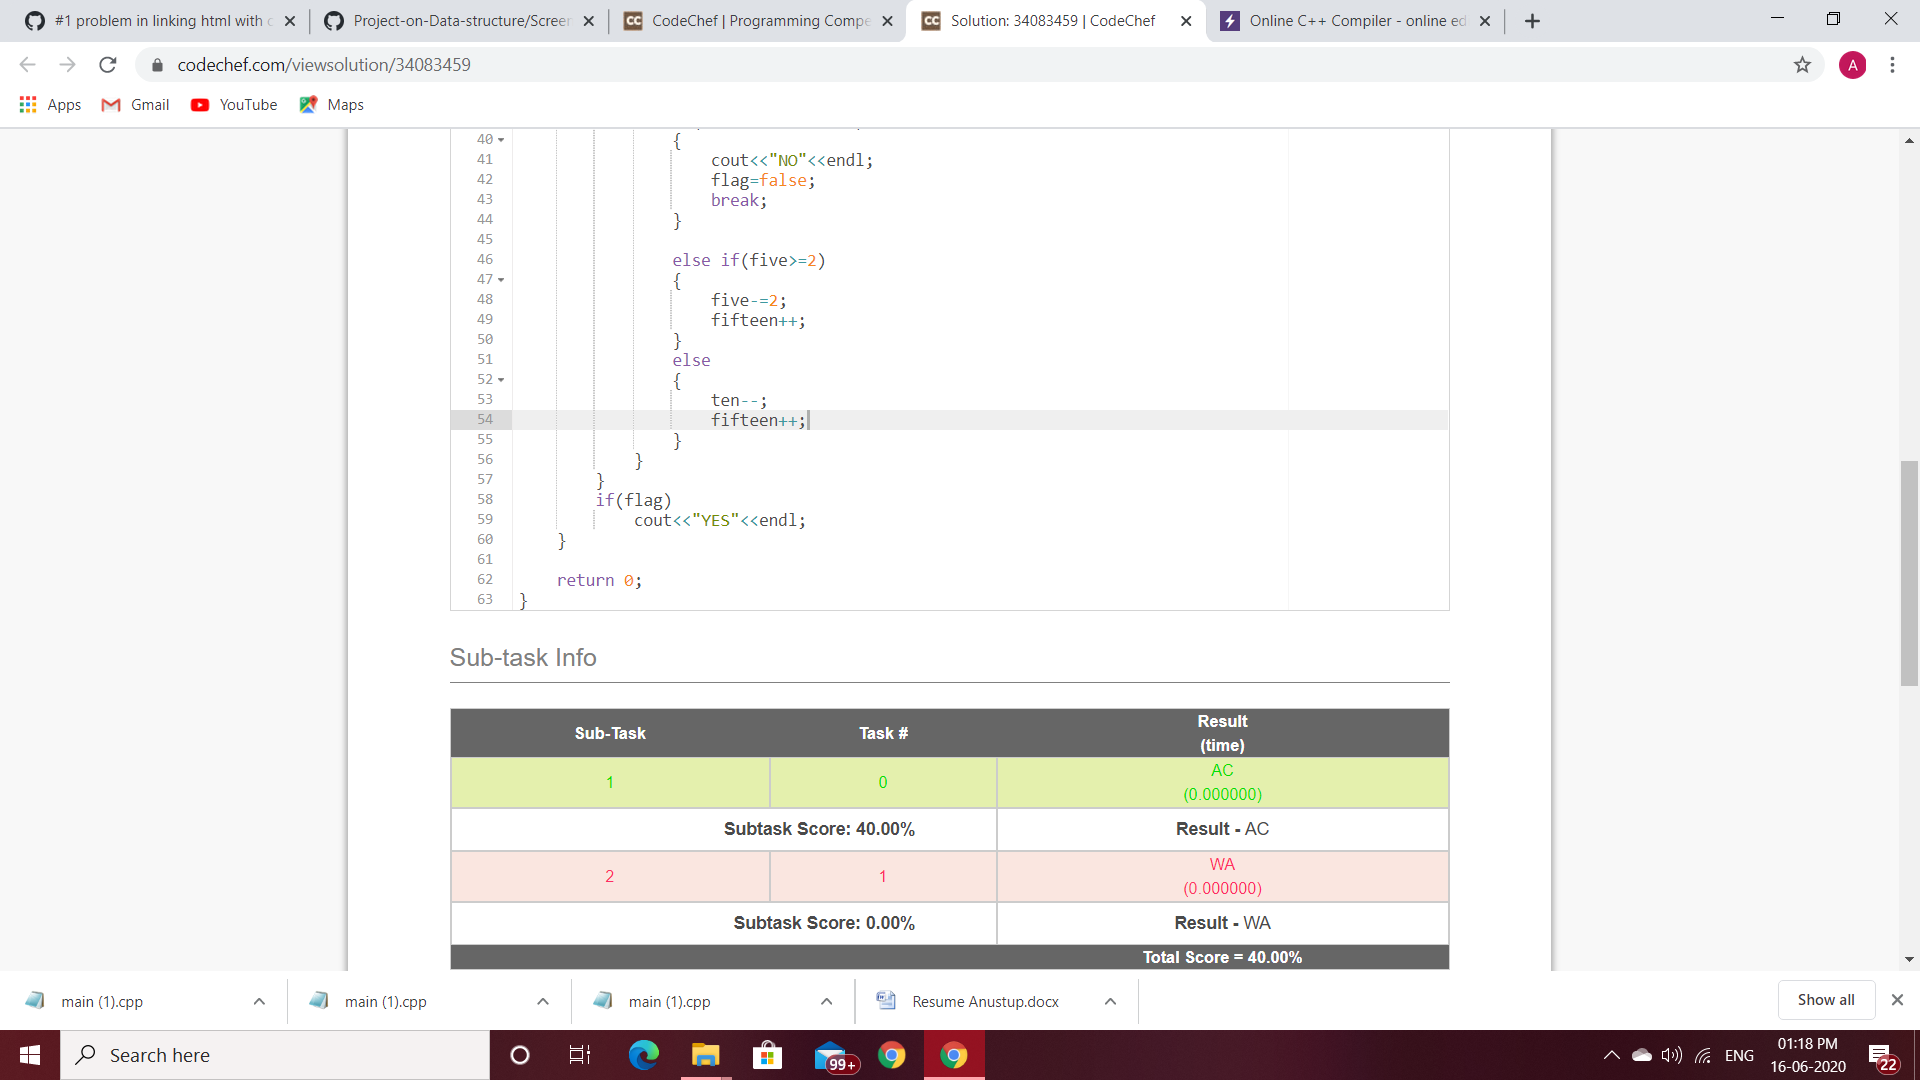 #1 problem in linking html with c
Project-on-Data-structure/Screen
CC CodeChef | Programming Compe
CC Solution: 34083459 | CodeChef
Online C++ Compiler - online ed
codechef.com/viewsolution/34083459
A
Apps Gmail YouTube Maps
40 {
41 cout<<"NO"<<endl;
42 flag=false;
43 break;
44 }
45
46 else if(five>=2)
47 {
48 five-=2;
49 fifteen++;
50 }
51 else
52 {
53 ten--;
54 fifteen++;
55 }
56 }
57 }
58 if(flag)
59 cout<<"YES"<<endl;
60 }
61
62 return 0;
63 }
Sub-task Info
Sub-Task Task # Result
(time)
1 0 AC
(0.000000)
Subtask Score: 40.00% Result - AC
2 1 WA
(0.000000)
Subtask Score: 0.00% Result - WA
Total Score = 40.00%
main (1).cpp main (1).cpp main (1).cpp Resume Anustup.docx Show all
Search here
99+
ENG
01:18 PM
16-06-2020
22